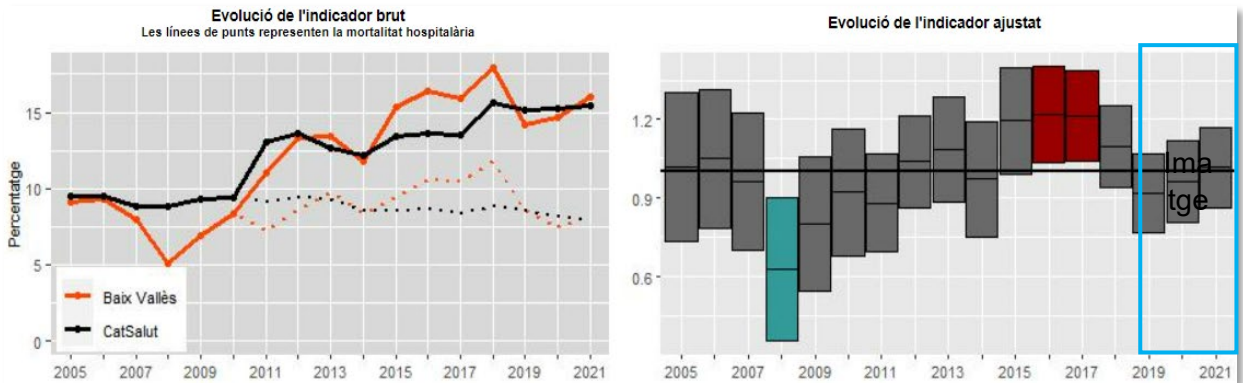 Evolució de l'indicador brut
Les línees de punts representen la mortalitat hospitalària
Percentatge
15
10
5
0
Baix Vallès
CatSalut
2005 2007 2009 2011 2013 2015 2017 2019 2021
Evolució de l'indicador ajustat
1.2
0.9
0.6
Ima
tge
2005 2007 2009 2011 2013 2015 2017 2019 2021